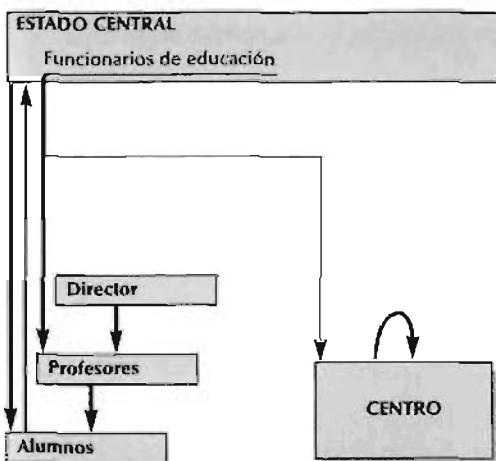 ESTADO CENTRAL
Funcionarios de educación
Director
Profesores
CENTRO
Alumnos